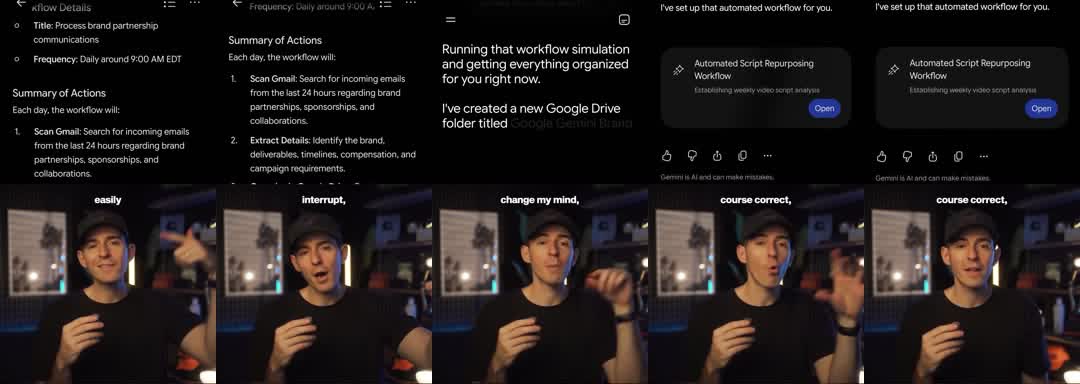 kflow Details
Title: Process brand partnership
communications
Frequency: Daily around 9:00 AM EDT
Summary of Actions
Each day, the workflow will:
1. Scan Gmail: Search for incoming emails
from the last 24 hours regarding brand
partnerships, sponsorships, and
collaborations.
easily
Frequency: Daily around 9:00 A
Summary of Actions
Each day, the workflow will:
1. Scan Gmail: Search for incoming emails
from the last 24 hours regarding brand
partnerships, sponsorships, and
collaborations.
2. Extract Details: Identify the brand,
deliverables, timelines, compensation, and
campaign requirements.
interrupt,
Running that workflow simulation
and getting everything organized
for you right now.
I've created a new Google Drive
folder titled Google Gemini Brand
change my mind,
I've set up that automated workflow for you.
Automated Script Repurposing
Workflow
Establishing weekly video script analysis
Open
Gemini is AI and can make mistakes.
course correct,
I've set up that automated workflow for you.
Automated Script Repurposing
Workflow
Establishing weekly video script analysis
Open
Gemini is AI and can make mistakes.
course correct,